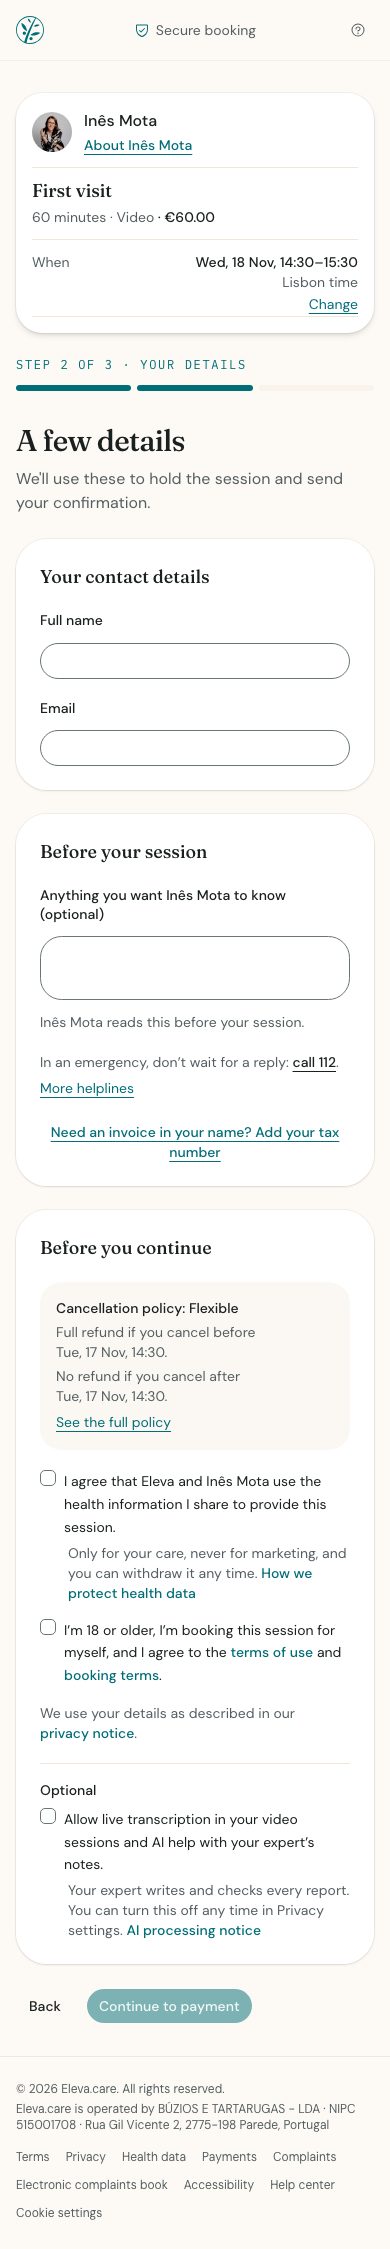 Secure booking
Inês Mota
About Inês Mota
First visit
60 minutes · Video · €60.00
When
Wed, 18 Nov, 14:30–15:30
Lisbon time
Change
STEP 2 OF 3 · YOUR DETAILS
A few details
We'll use these to hold the session and send
your confirmation.
Your contact details
Full name
Email
Before your session
Anything you want Inês Mota to know
(optional)
Inês Mota reads this before your session.
In an emergency, don’t wait for a reply: call 112.
More helplines
Need an invoice in your name? Add your tax
number
Before you continue
Cancellation policy: Flexible
Full refund if you cancel before
Tue, 17 Nov, 14:30.
No refund if you cancel after
Tue, 17 Nov, 14:30.
See the full policy
I agree that Eleva and Inês Mota use the
health information I share to provide this
session.
Only for your care, never for marketing, and
you can withdraw it any time. How we
protect health data
I’m 18 or older, I’m booking this session for
myself, and I agree to the terms of use and
booking terms.
We use your details as described in our
privacy notice.
Optional
Allow live transcription in your video
sessions and AI help with your expert’s
notes.
Your expert writes and checks every report.
You can turn this off any time in Privacy
settings. AI processing notice
Back
Continue to payment
© 2026 Eleva.care. All rights reserved.
Eleva.care is operated by BÚZIOS E TARTARUGAS - LDA · NIPC
515001708 · Rua Gil Vicente 2, 2775-198 Parede, Portugal
Terms Privacy Health data Payments Complaints
Electronic complaints book Accessibility Help center
Cookie settings